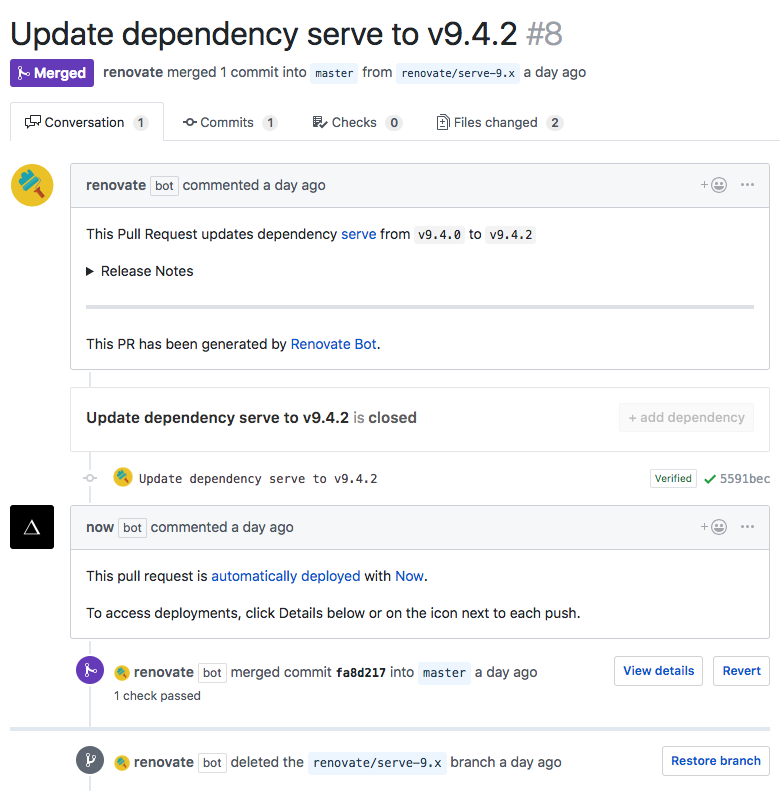 Update dependency serve to v9.4.2 #8
Merged renovate merged 1 commit into master from renovate/serve-9.x a day ago
Conversation 1 Commits 1 Checks 0 Files changed 2
renovate bot commented a day ago
This Pull Request updates dependency serve from v9.4.0 to v9.4.2
Release Notes
This PR has been generated by Renovate Bot.
Update dependency serve to v9.4.2 is closed + add dependency
Update dependency serve to v9.4.2 Verified 5591bec
now bot commented a day ago
This pull request is automatically deployed with Now.
To access deployments, click Details below or on the icon next to each push.
renovate bot merged commit fa8d217 into master a day ago View details Revert
1 check passed
renovate bot deleted the renovate/serve-9.x branch a day ago Restore branch